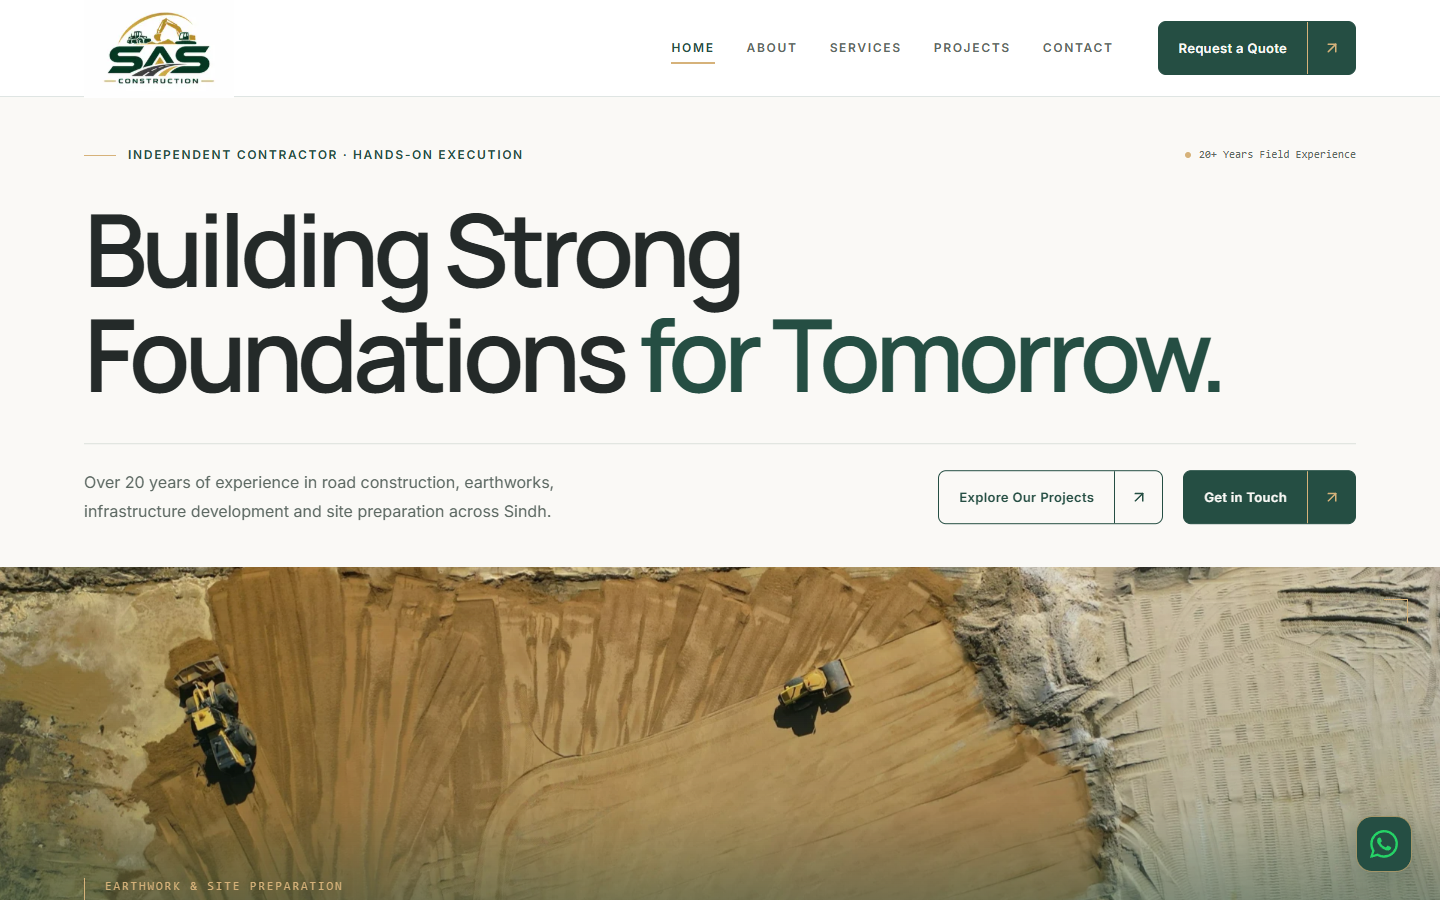 SAS
CONSTRUCTION
HOME
ABOUT
SERVICES
PROJECTS
CONTACT
Request a Quote
INDEPENDENT CONTRACTOR · HANDS-ON EXECUTION
20+ Years Field Experience
Building Strong
Foundations for Tomorrow.
Over 20 years of experience in road construction, earthworks,
infrastructure development and site preparation across Sindh.
Explore Our Projects
Get in Touch
EARTHWORK & SITE PREPARATION